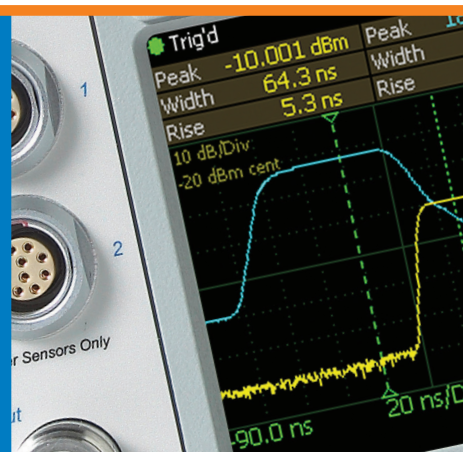 Trig'd
Peak -10.001 dBm Peak
Width 64.3 ns Width
Rise 5.3 ns Rise
10 dB/Div
-20 dBm cent
1
2
Sensors Only
-90.0 ns
20 ns/D